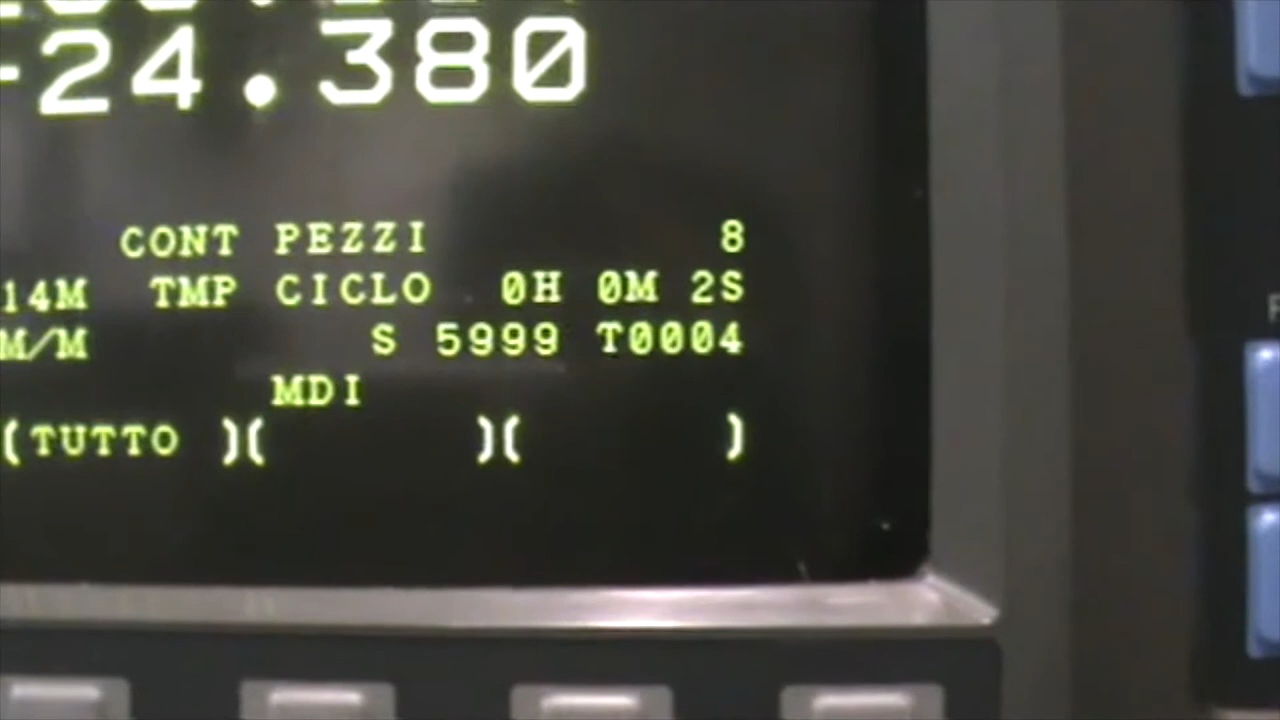 -24.380
CONT PEZZI 8
14M TMP CICLO 0H 0M 2S
M/M S 5999 T0004
MDI
(TUTTO )( )( )